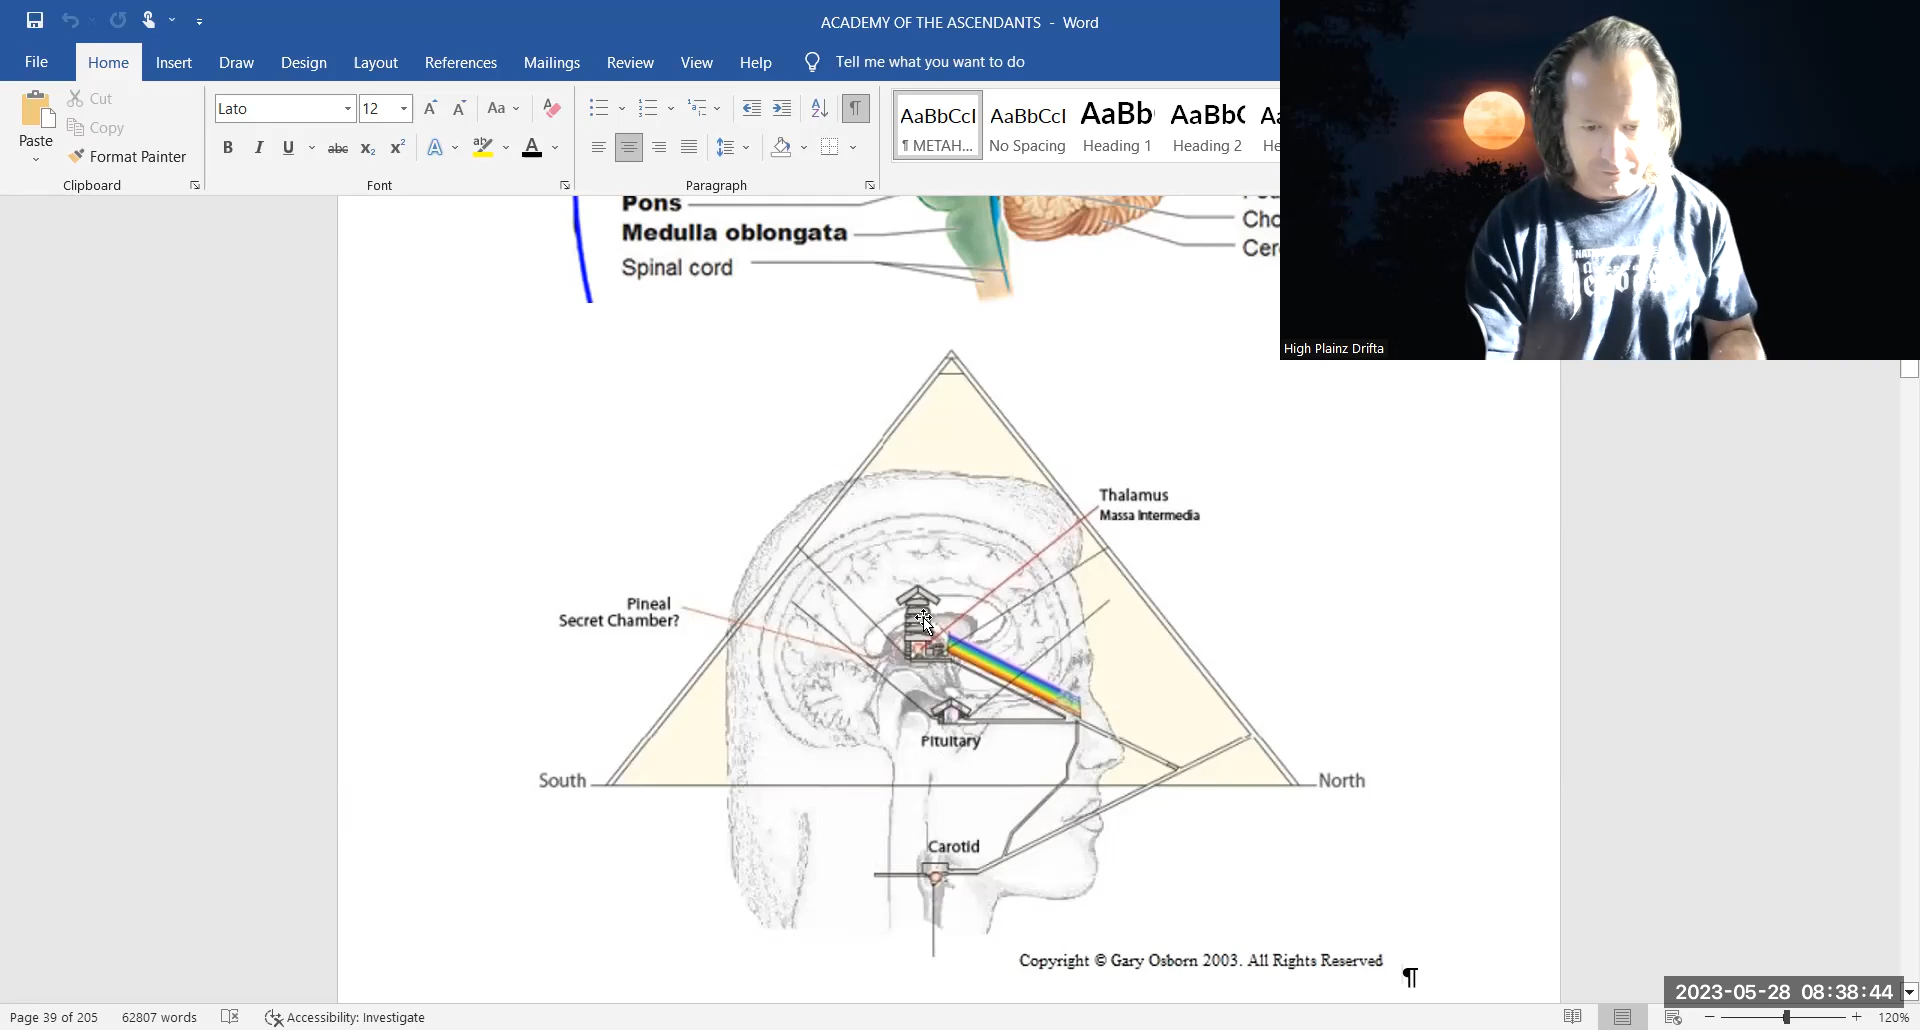 ACADEMY OF THE ASCENDANTS - Word
File Home Insert Draw Design Layout References Mailings Review View Help Tell me what you want to do
Paste
Cut
Copy
Format Painter
Clipboard
Lato 12
Font
Paragraph
AaBbCcI AaBbCcI AaBb AaBbC
¶ METAH... No Spacing Heading 1 Heading 2 He
High Plainz Drifta
Pons
Medulla oblongata
Spinal cord
Cho
Cer
Thalamus
Massa Intermedia
Pineal
Secret Chamber?
Pituitary
South
North
Carotid
Copyright © Gary Osborn 2003. All Rights Reserved
¶
2023-05-28 08:38:44
Page 39 of 205 62807 words Accessibility: Investigate 120%